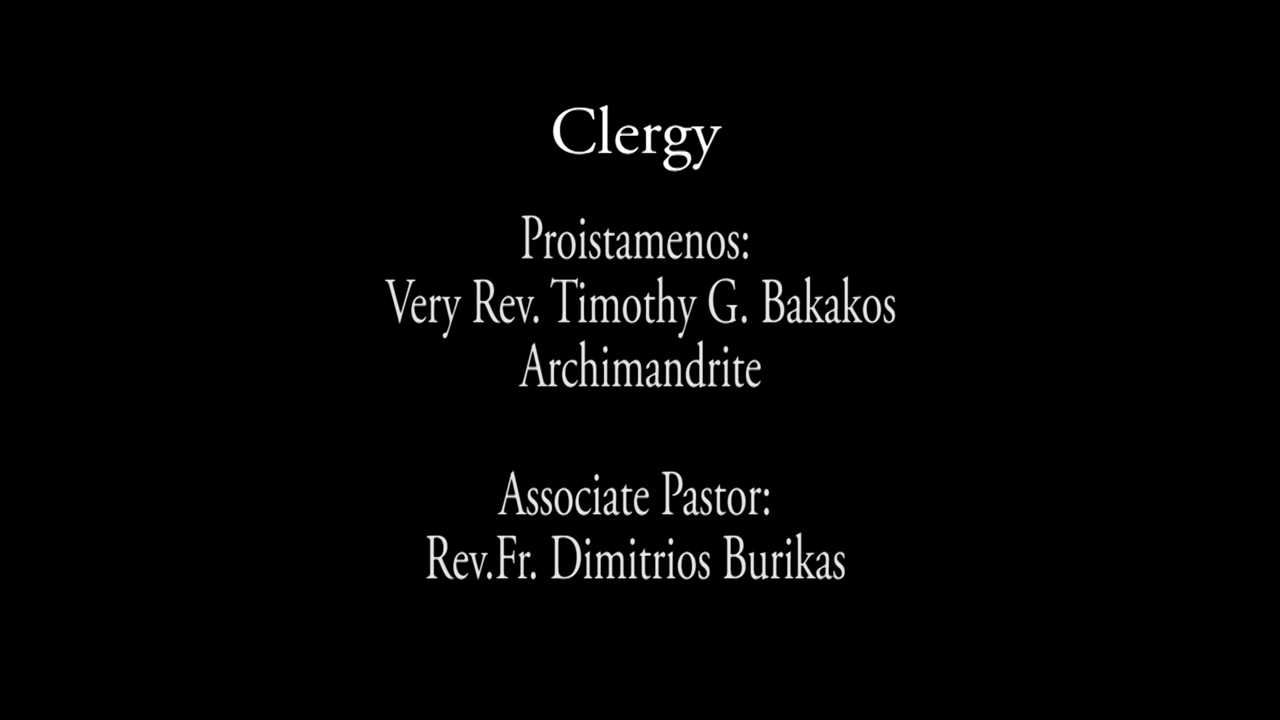 Clergy
Proistamenos:
Very Rev. Timothy G. Bakakos
Archimandrite
Associate Pastor:
Rev.Fr. Dimitrios Burikas